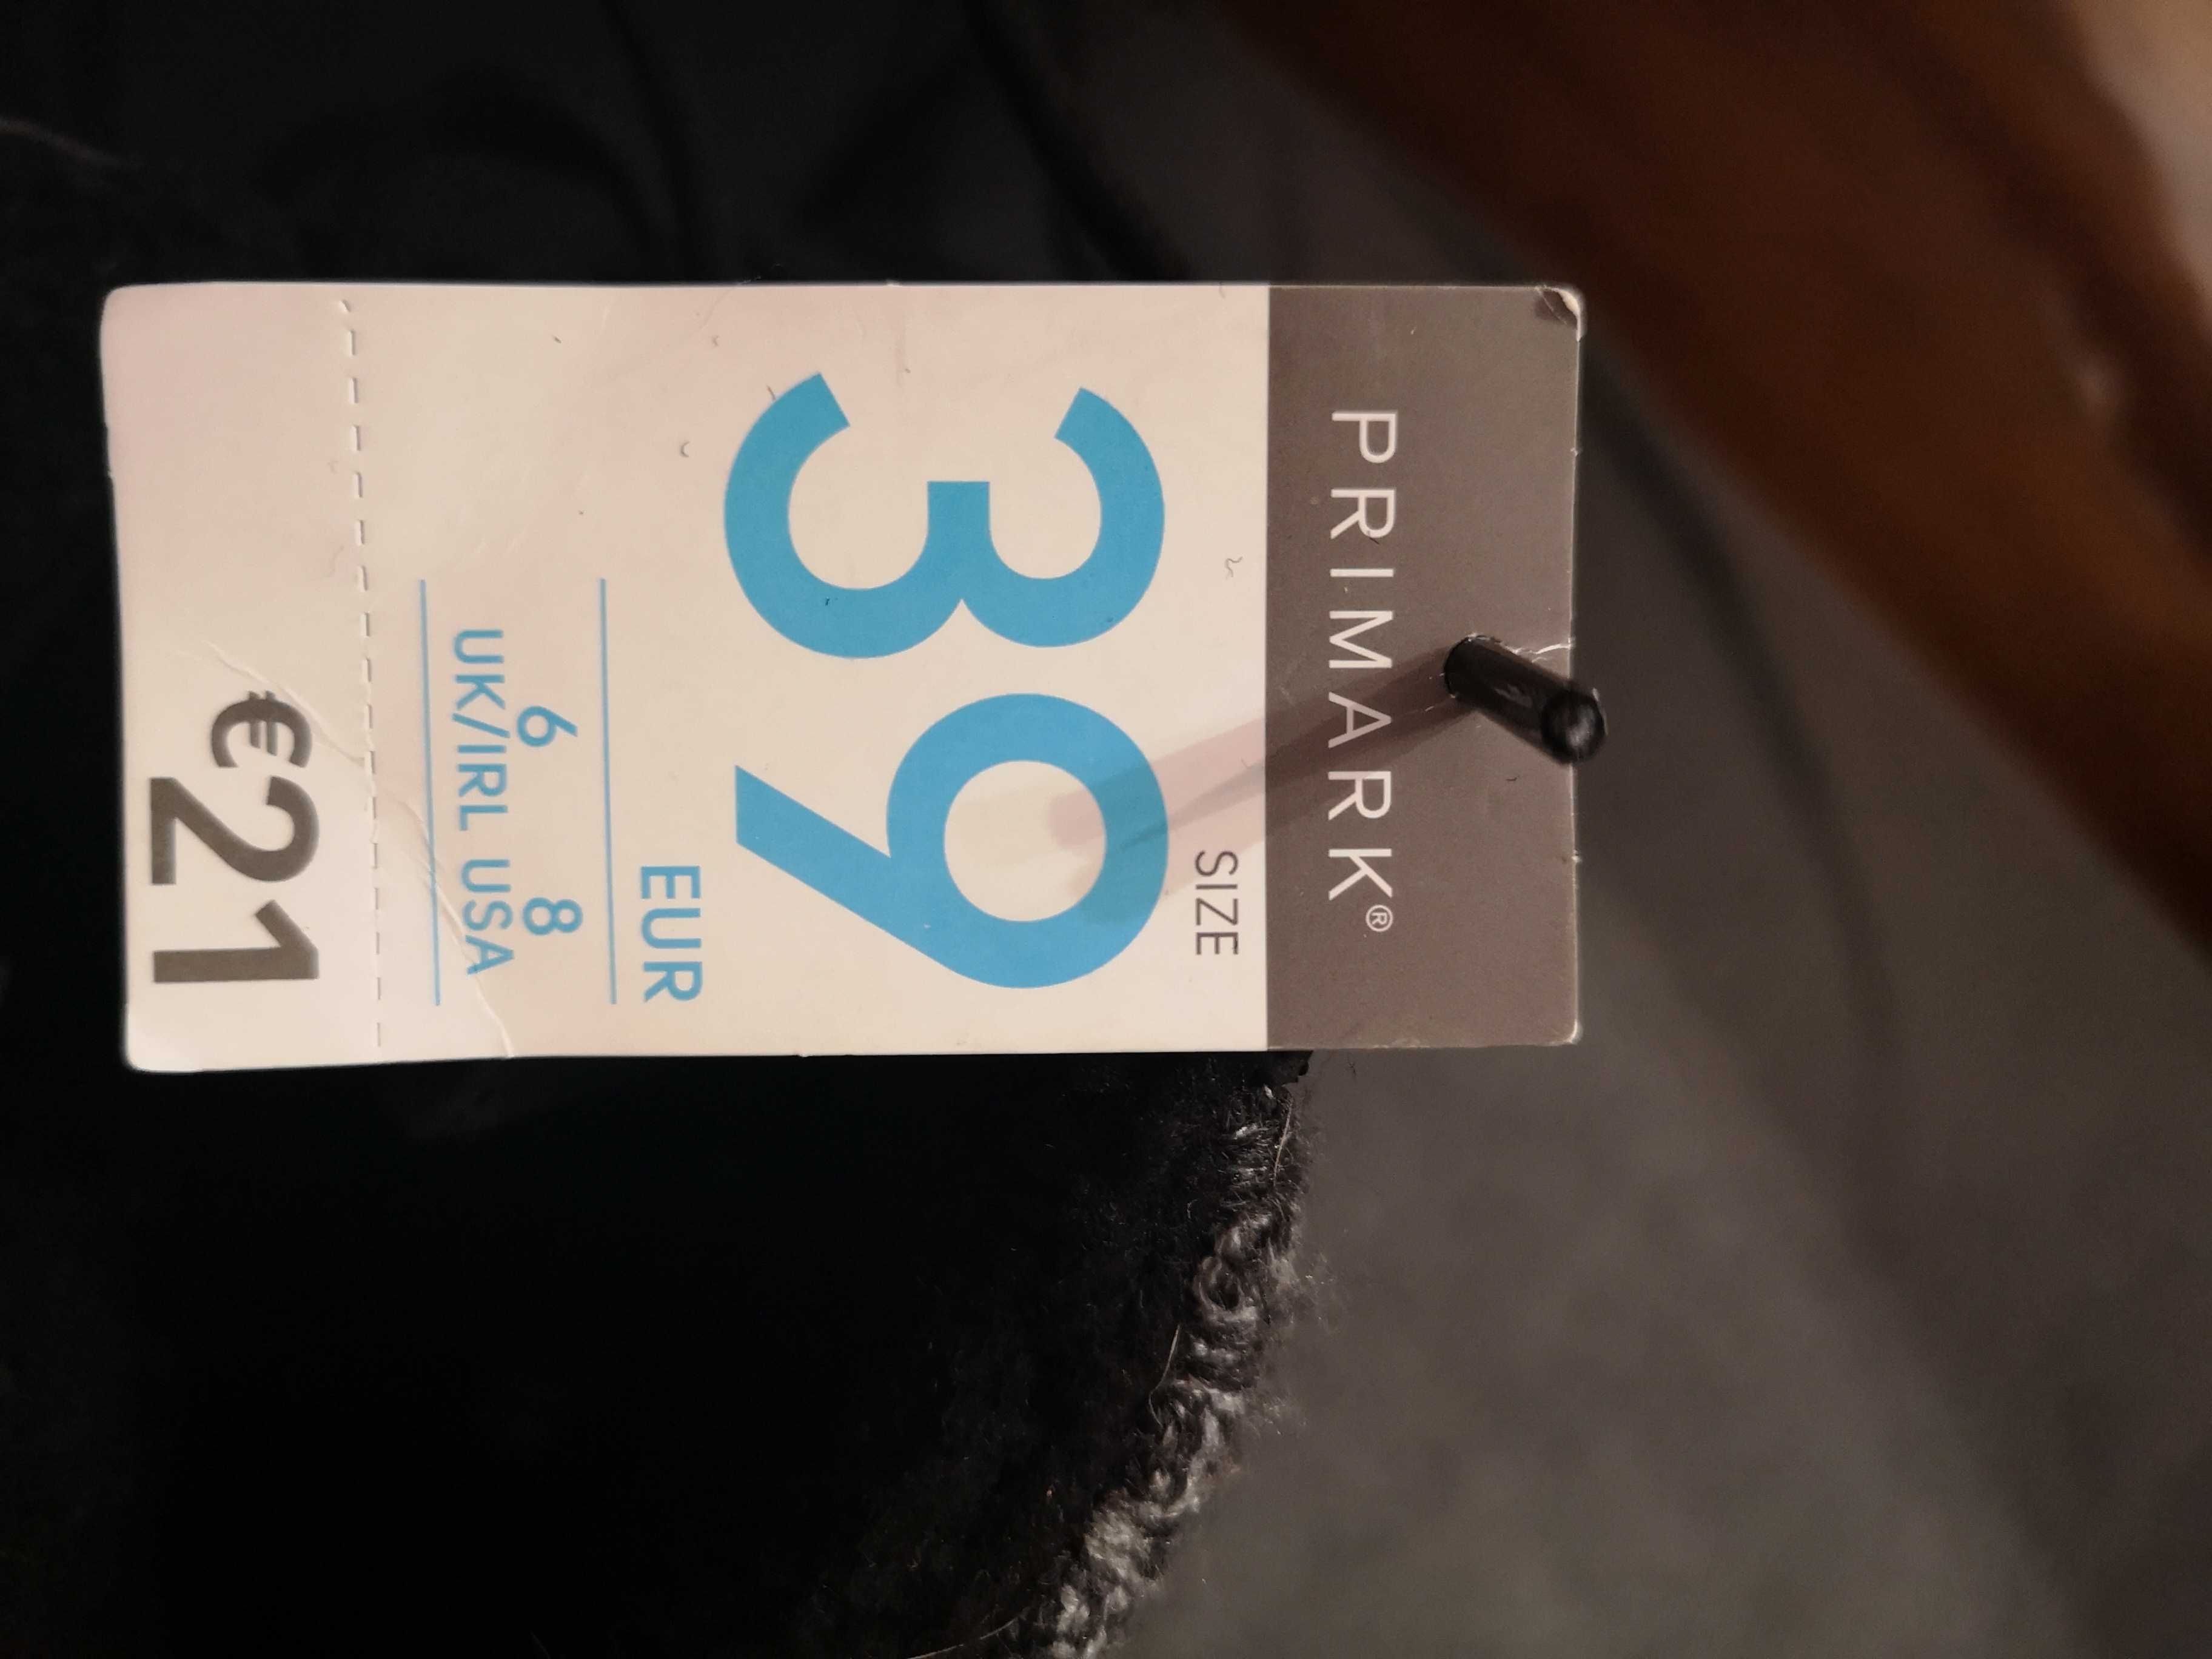 PRIMARK®
SIZE
39
EUR
6 8
UK/IRL USA
€21